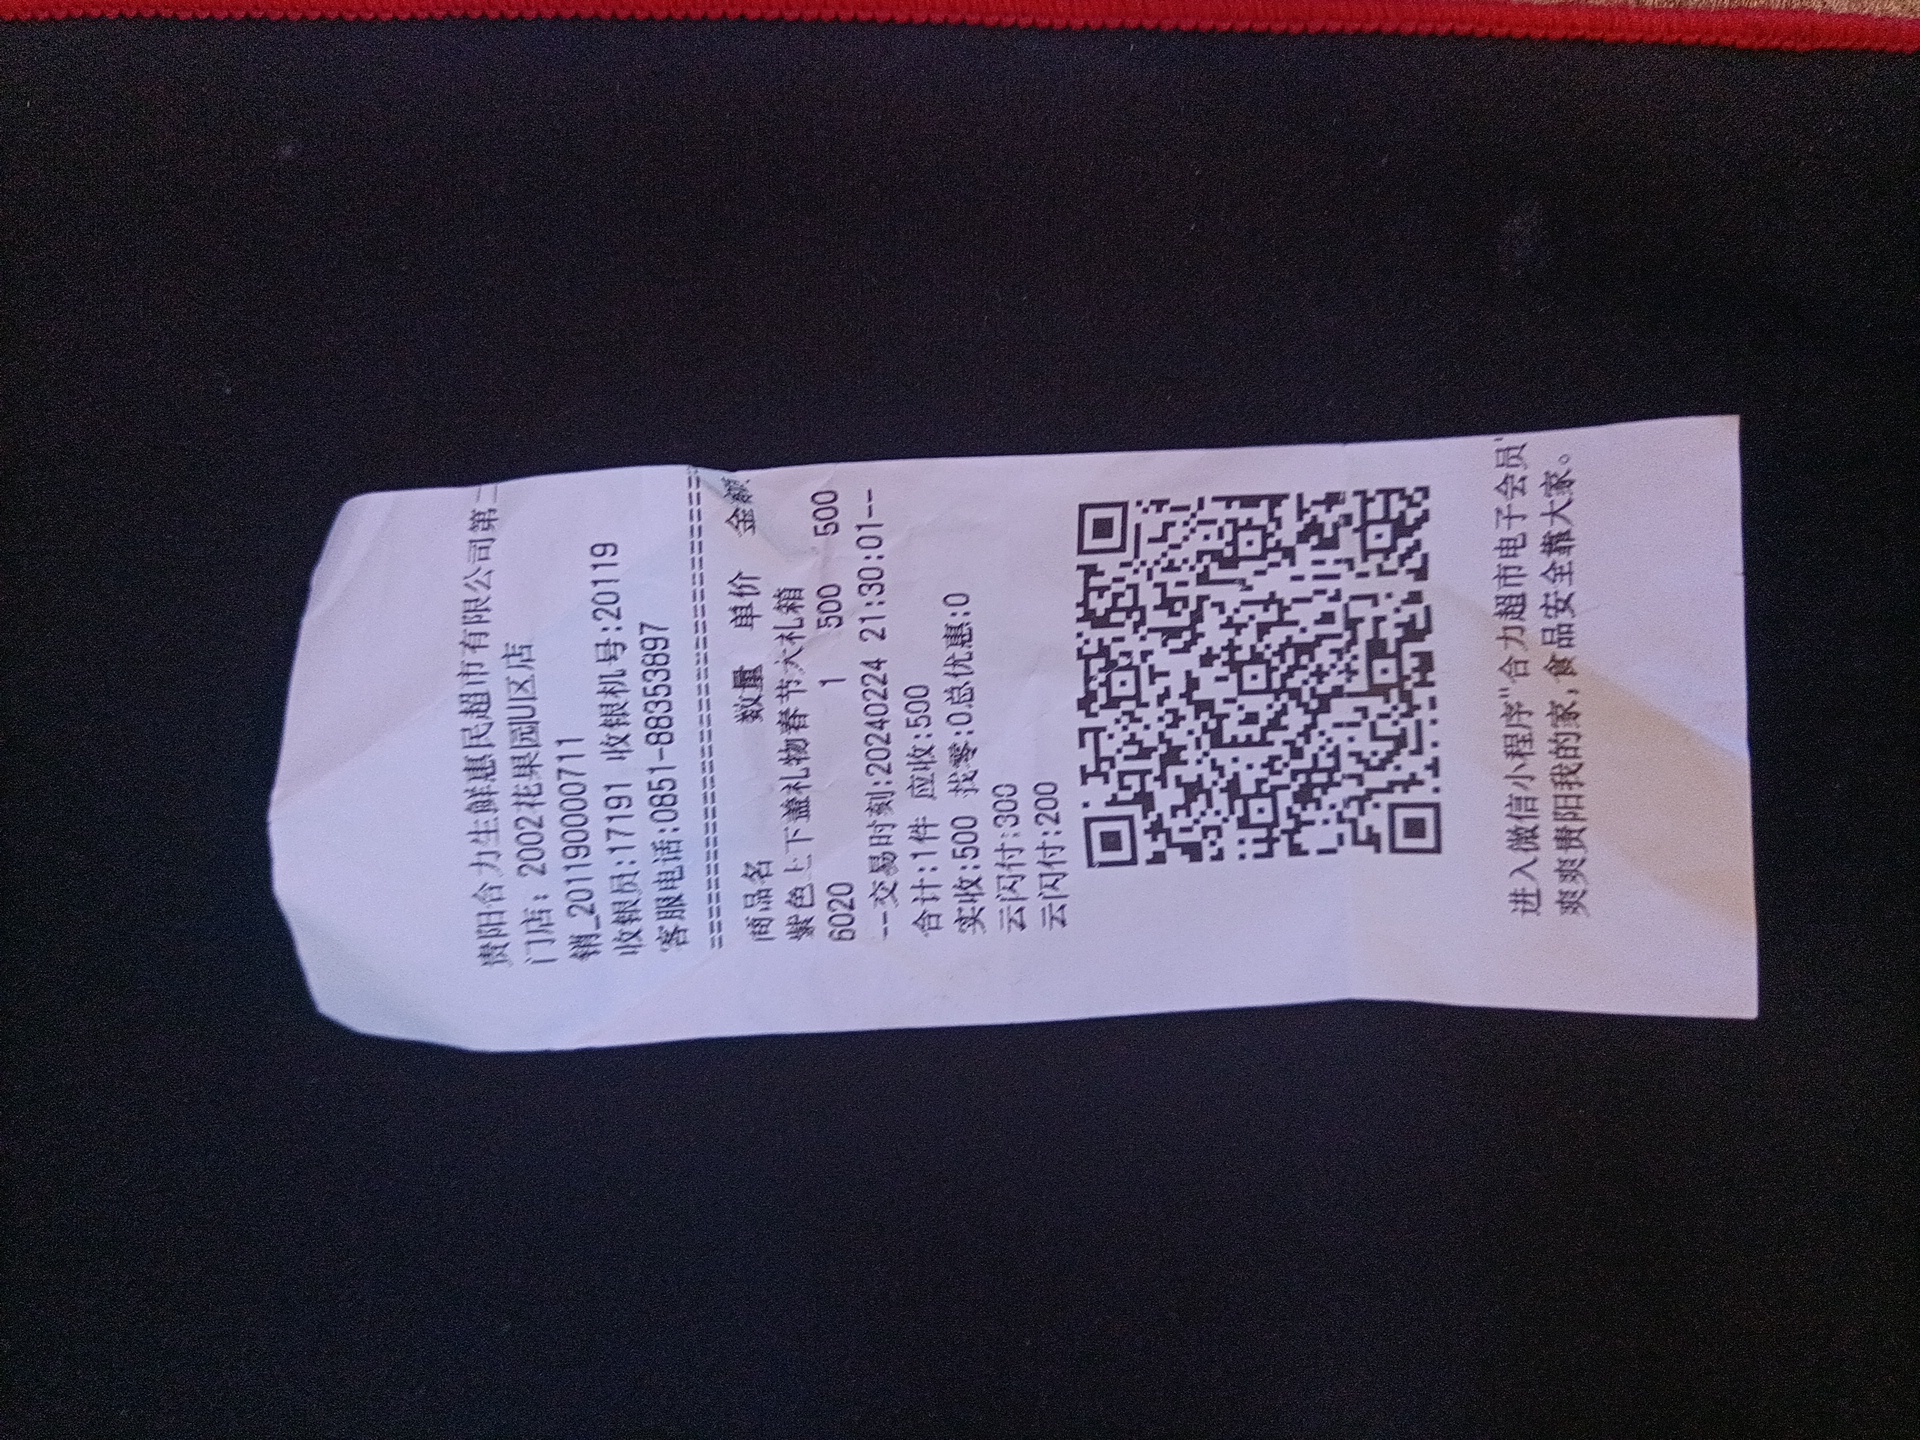 贵阳合力生鲜惠民超市有限公司第二
门店: 2002花果园U区店
销_2011900000711
收银员:17191 收银机号:20119
客服电话:0851-88353897
================================
商品名 数量 单价 金额
紫色上下盖礼物春节大礼箱
6020 1 500 500
--交易时刻:20240224 21:30:01---
合计:1件 应收:500
实收:500 找零:0总优惠:0
云闪付:300
云闪付:200
进入微信小程序"合力超市电子会员"
爽爽贵阳我的家,食品安全靠大家。